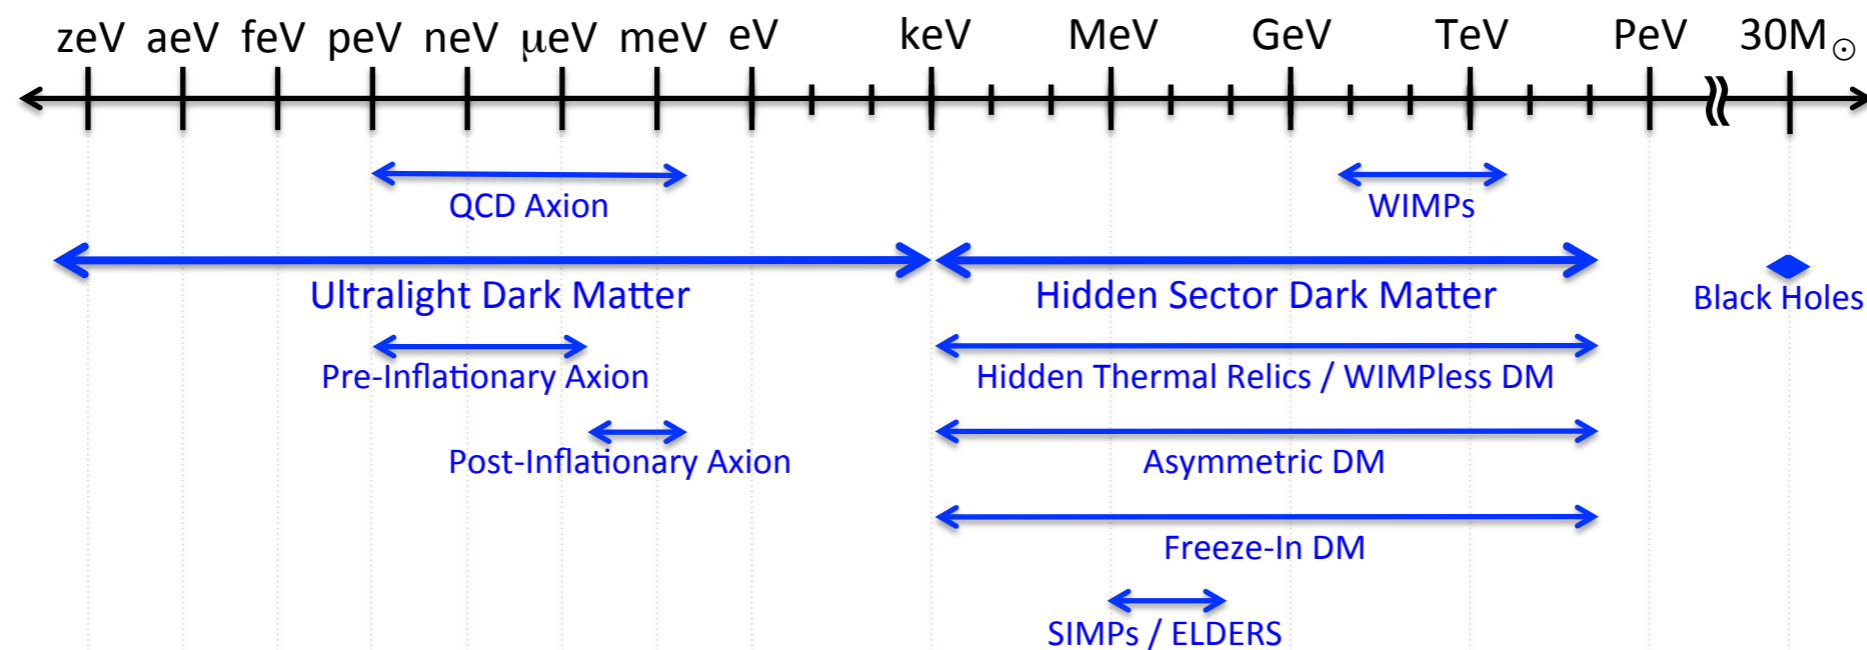 zeV aeV feV peV neV μeV meV eV keV MeV GeV TeV PeV 30M⊙
QCD Axion WIMPs
Ultralight Dark Matter Hidden Sector Dark Matter Black Holes
Pre-Inflationary Axion Hidden Thermal Relics / WIMPless DM
Post-Inflationary Axion Asymmetric DM
Freeze-In DM
SIMPs / ELDERS